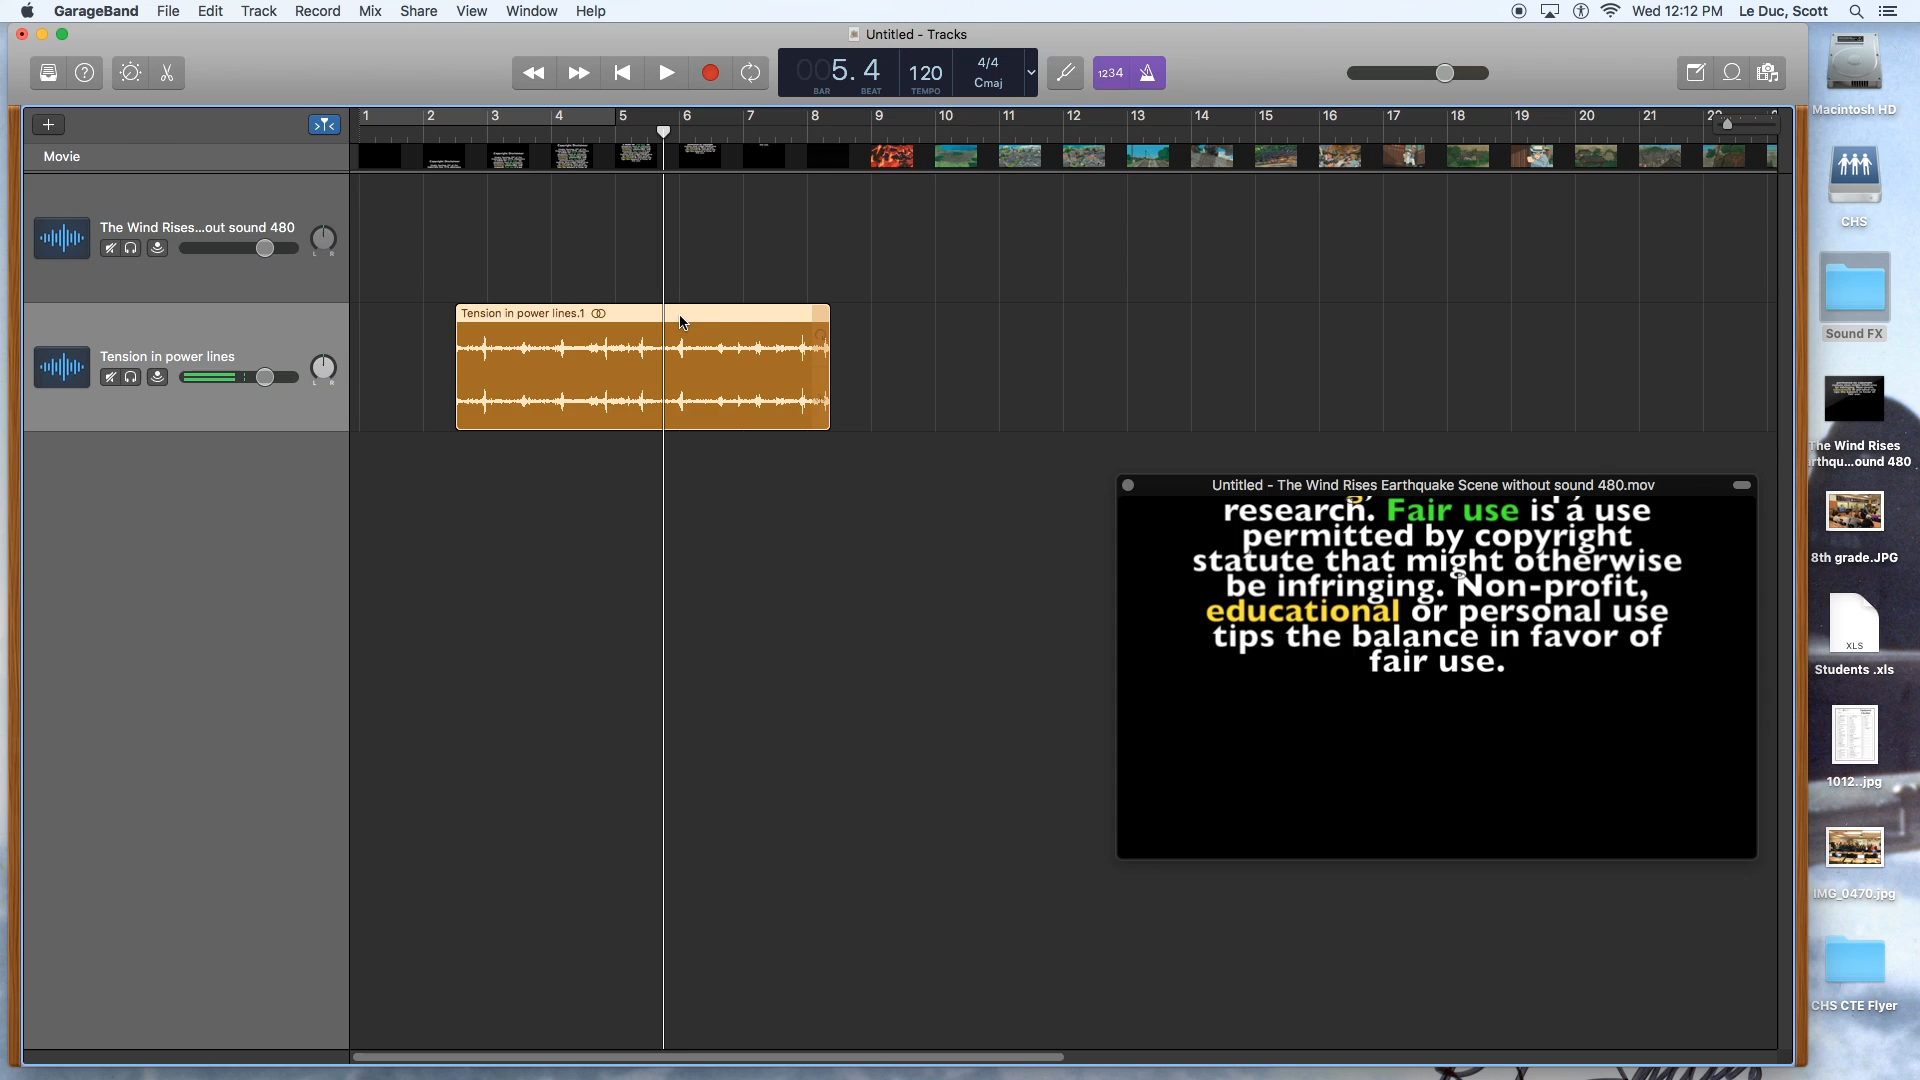 GarageBand File Edit Track Record Mix Share View Window Help Wed 12:12 PM Le Duc, Scott
Untitled - Tracks
005. 4
BAR BEAT
120
TEMPO
4/4
Cmaj
1234
1 2 3 4 5 6 7 8 9 10 11 12 13 14 15 16 17 18 19 20 21 22
Movie
The Wind Rises...out sound 480
L R
Tension in power lines
L R
Tension in power lines.1
Untitled - The Wind Rises Earthquake Scene without sound 480.mov
research. Fair use is a use
permitted by copyright
statute that might otherwise
be infringing. Non-profit,
educational or personal use
tips the balance in favor of
fair use.
Macintosh HD
CHS
Sound FX
The Wind Rises
rthqu...ound 480
8th grade.JPG
XLS
Students .xls
1012..jpg
IMG_0470.jpg
CHS CTE Flyer